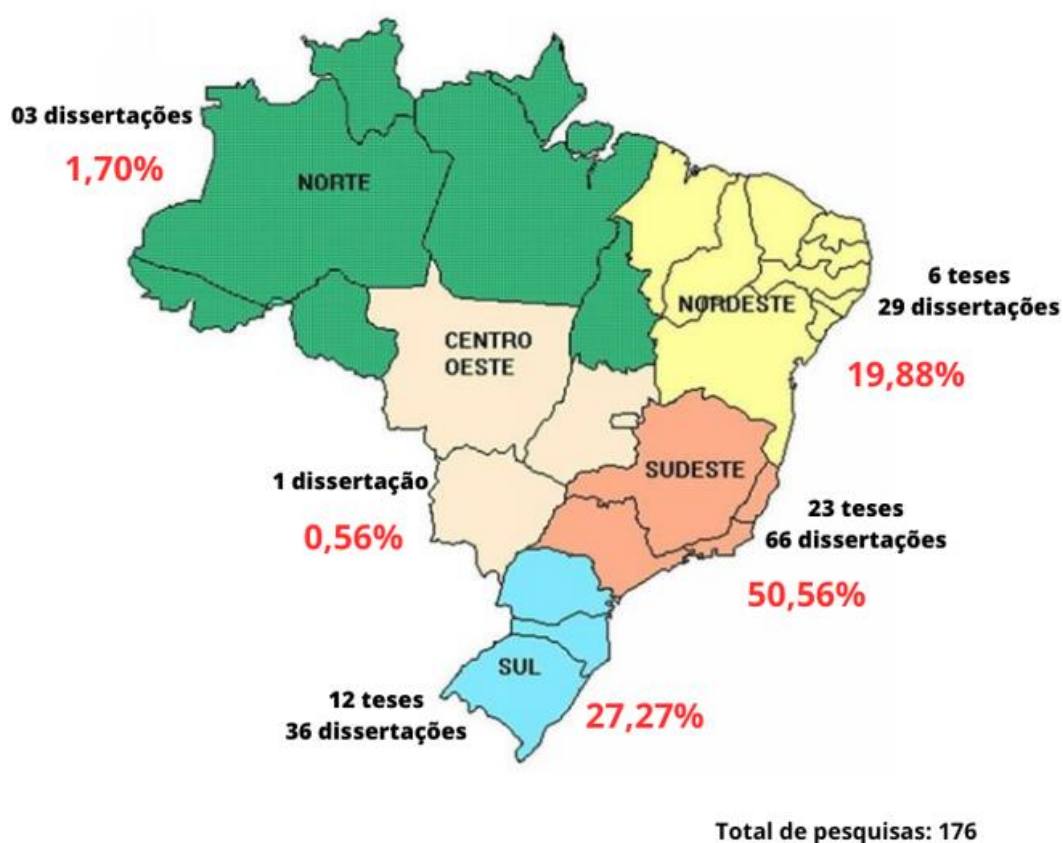 03 dissertações
1,70%
NORTE
6 teses
29 dissertações
NORDESTE
19,88%
CENTRO
OESTE
1 dissertação
0,56%
SUDESTE
23 teses
66 dissertações
50,56%
SUL
12 teses
36 dissertações
27,27%
Total de pesquisas: 176